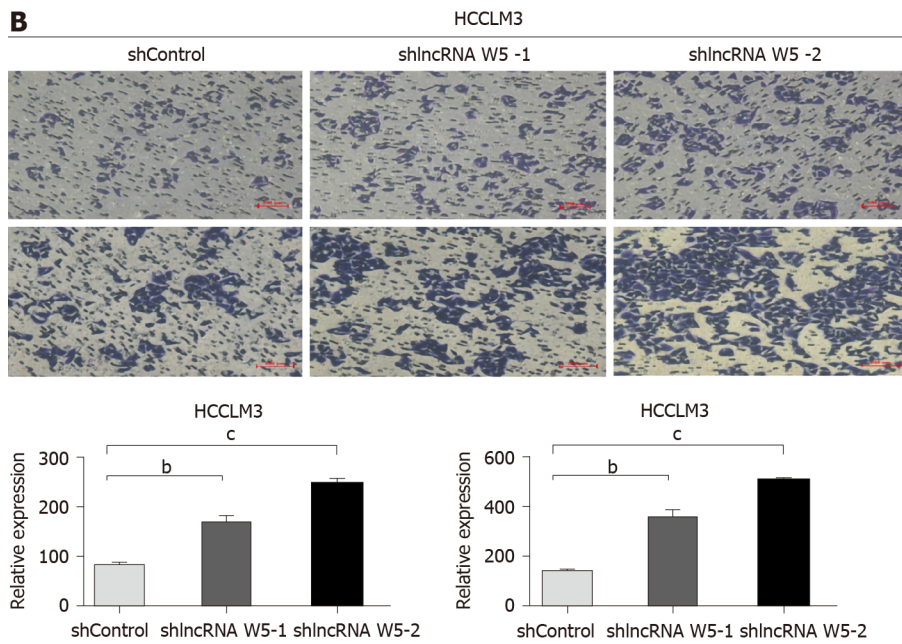 B
HCCLM3
shControl shlncRNA W5 -1 shlncRNA W5 -2
HCCLM3
c
b
Relative expression
300
200
100
0
shControl shlncRNA W5-1 shlncRNA W5-2
HCCLM3
c
b
Relative expression
600
400
200
0
shControl shlncRNA W5-1 shlncRNA W5-2